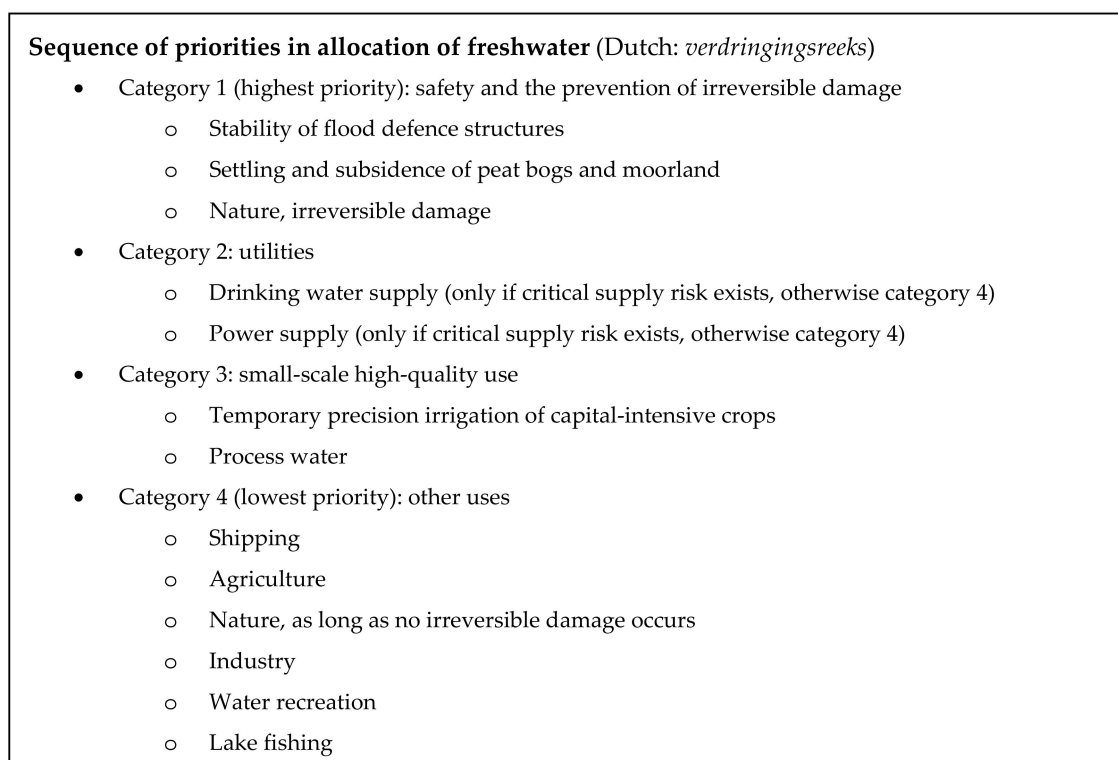 Sequence of priorities in allocation of freshwater (Dutch: verdringingsreeks)
• Category 1 (highest priority): safety and the prevention of irreversible damage
o Stability of flood defence structures
o Settling and subsidence of peat bogs and moorland
o Nature, irreversible damage
• Category 2: utilities
o Drinking water supply (only if critical supply risk exists, otherwise category 4)
o Power supply (only if critical supply risk exists, otherwise category 4)
• Category 3: small-scale high-quality use
o Temporary precision irrigation of capital-intensive crops
o Process water
• Category 4 (lowest priority): other uses
o Shipping
o Agriculture
o Nature, as long as no irreversible damage occurs
o Industry
o Water recreation
o Lake fishing